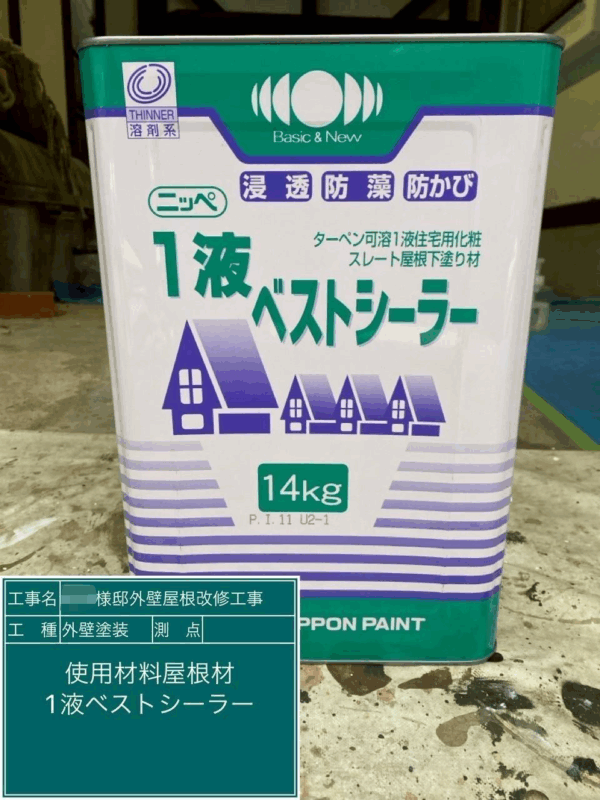 THINNER
溶剤系
Basic & New
浸透防藻 防かび
ニッペ
1液
ベストシーラー
ターペン可溶1液住宅用化粧
スレート屋根下塗り材
14kg
P.I.11 U2-1
PPON PAINT
工事名 様邸外壁屋根改修工事
工種 外壁塗装 測点
使用材料屋根材
1液ベストシーラー